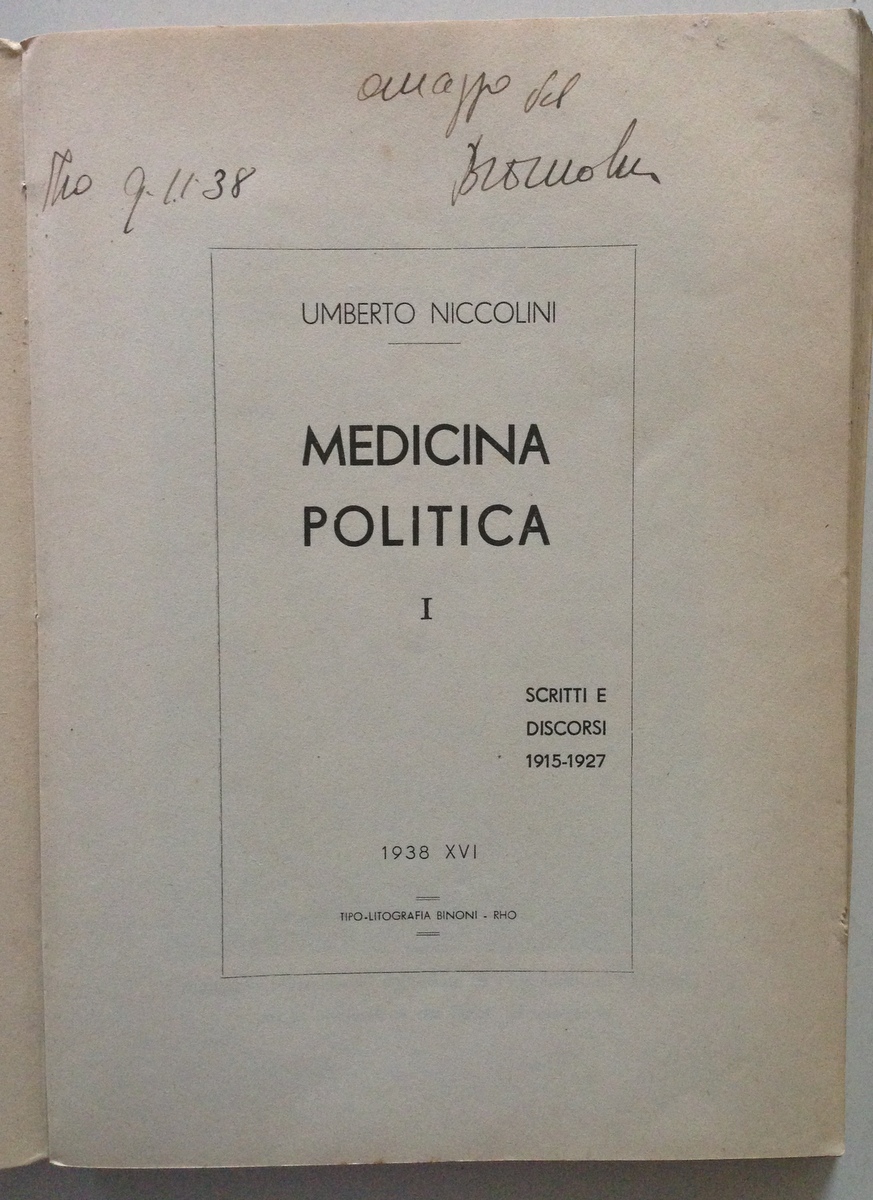 omaggio del
Rho 9-11-38
UMBERTO NICCOLINI
MEDICINA
POLITICA
I
SCRITTI E
DISCORSI
1915-1927
1938 XVI
TIPO-LITOGRAFIA BINONI - RHO